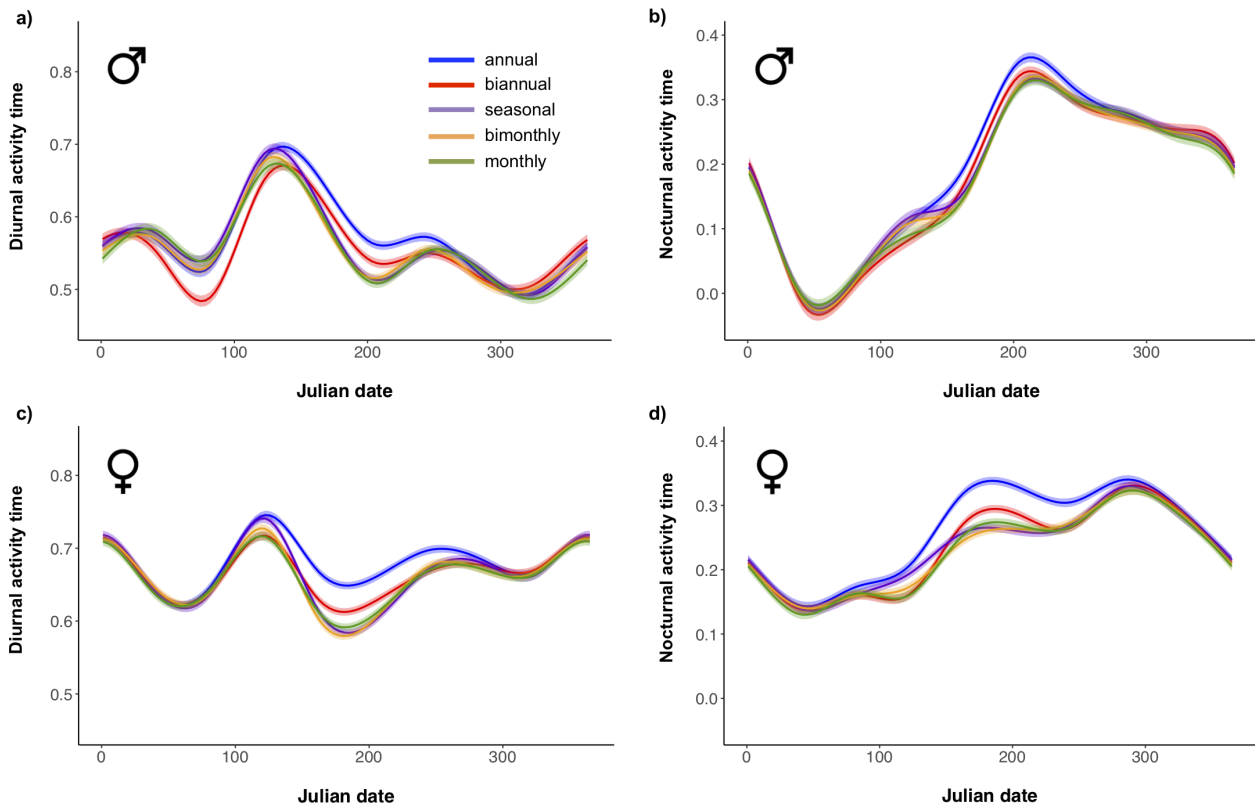 a)
Diurnal activity time
0.8
0.7
0.6
0.5
♂
annual
biannual
seasonal
bimonthly
monthly
0 100 200 300
Julian date
b)
Nocturnal activity time
0.4
0.3
0.2
0.1
0.0
♂
0 100 200 300
Julian date
c)
Diurnal activity time
0.8
0.7
0.6
0.5
♀
0 100 200 300
Julian date
d)
Nocturnal activity time
0.4
0.3
0.2
0.1
0.0
♀
0 100 200 300
Julian date